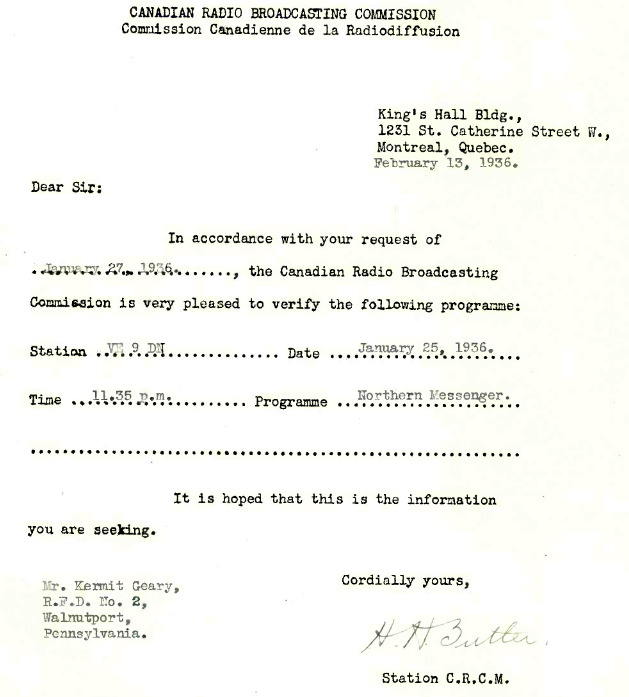 CANADIAN RADIO BROADCASTING COMMISSION
Commission Canadienne de la Radiodiffusion
King's Hall Bldg.,
1231 St. Catherine Street W.,
Montreal, Quebec.
February 13, 1936.
Dear Sir:
In accordance with your request of
..January 27, 1936........, the Canadian Radio Broadcasting
Commission is very pleased to verify the following programme:
Station ..VE 9 DN................ Date ...January 25, 1936...
Time ...11.35 p.m........... Programme ...Northern Messenger..
It is hoped that this is the information
you are seeking.
Cordially yours,
Mr. Kermit Geary,
R.F.D. No. 2,
Walnutport,
Pennsylvania.
H. H Butler.
Station C.R.C.M.